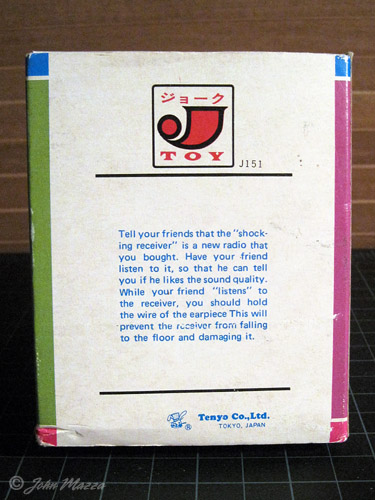 ジョーク
TOY
J151
Tell your friends that the "shock-
ing receiver" is a new radio that
you bought. Have your friend
listen to it, so that he can tell
you if he likes the sound quality.
While your friend "listens" to
the receiver, you should hold
the wire of the earpiece This will
prevent the receiver from falling
to the floor and damaging it.
® Tenyo Co.,Ltd.
TOKYO, JAPAN
© John Mazza